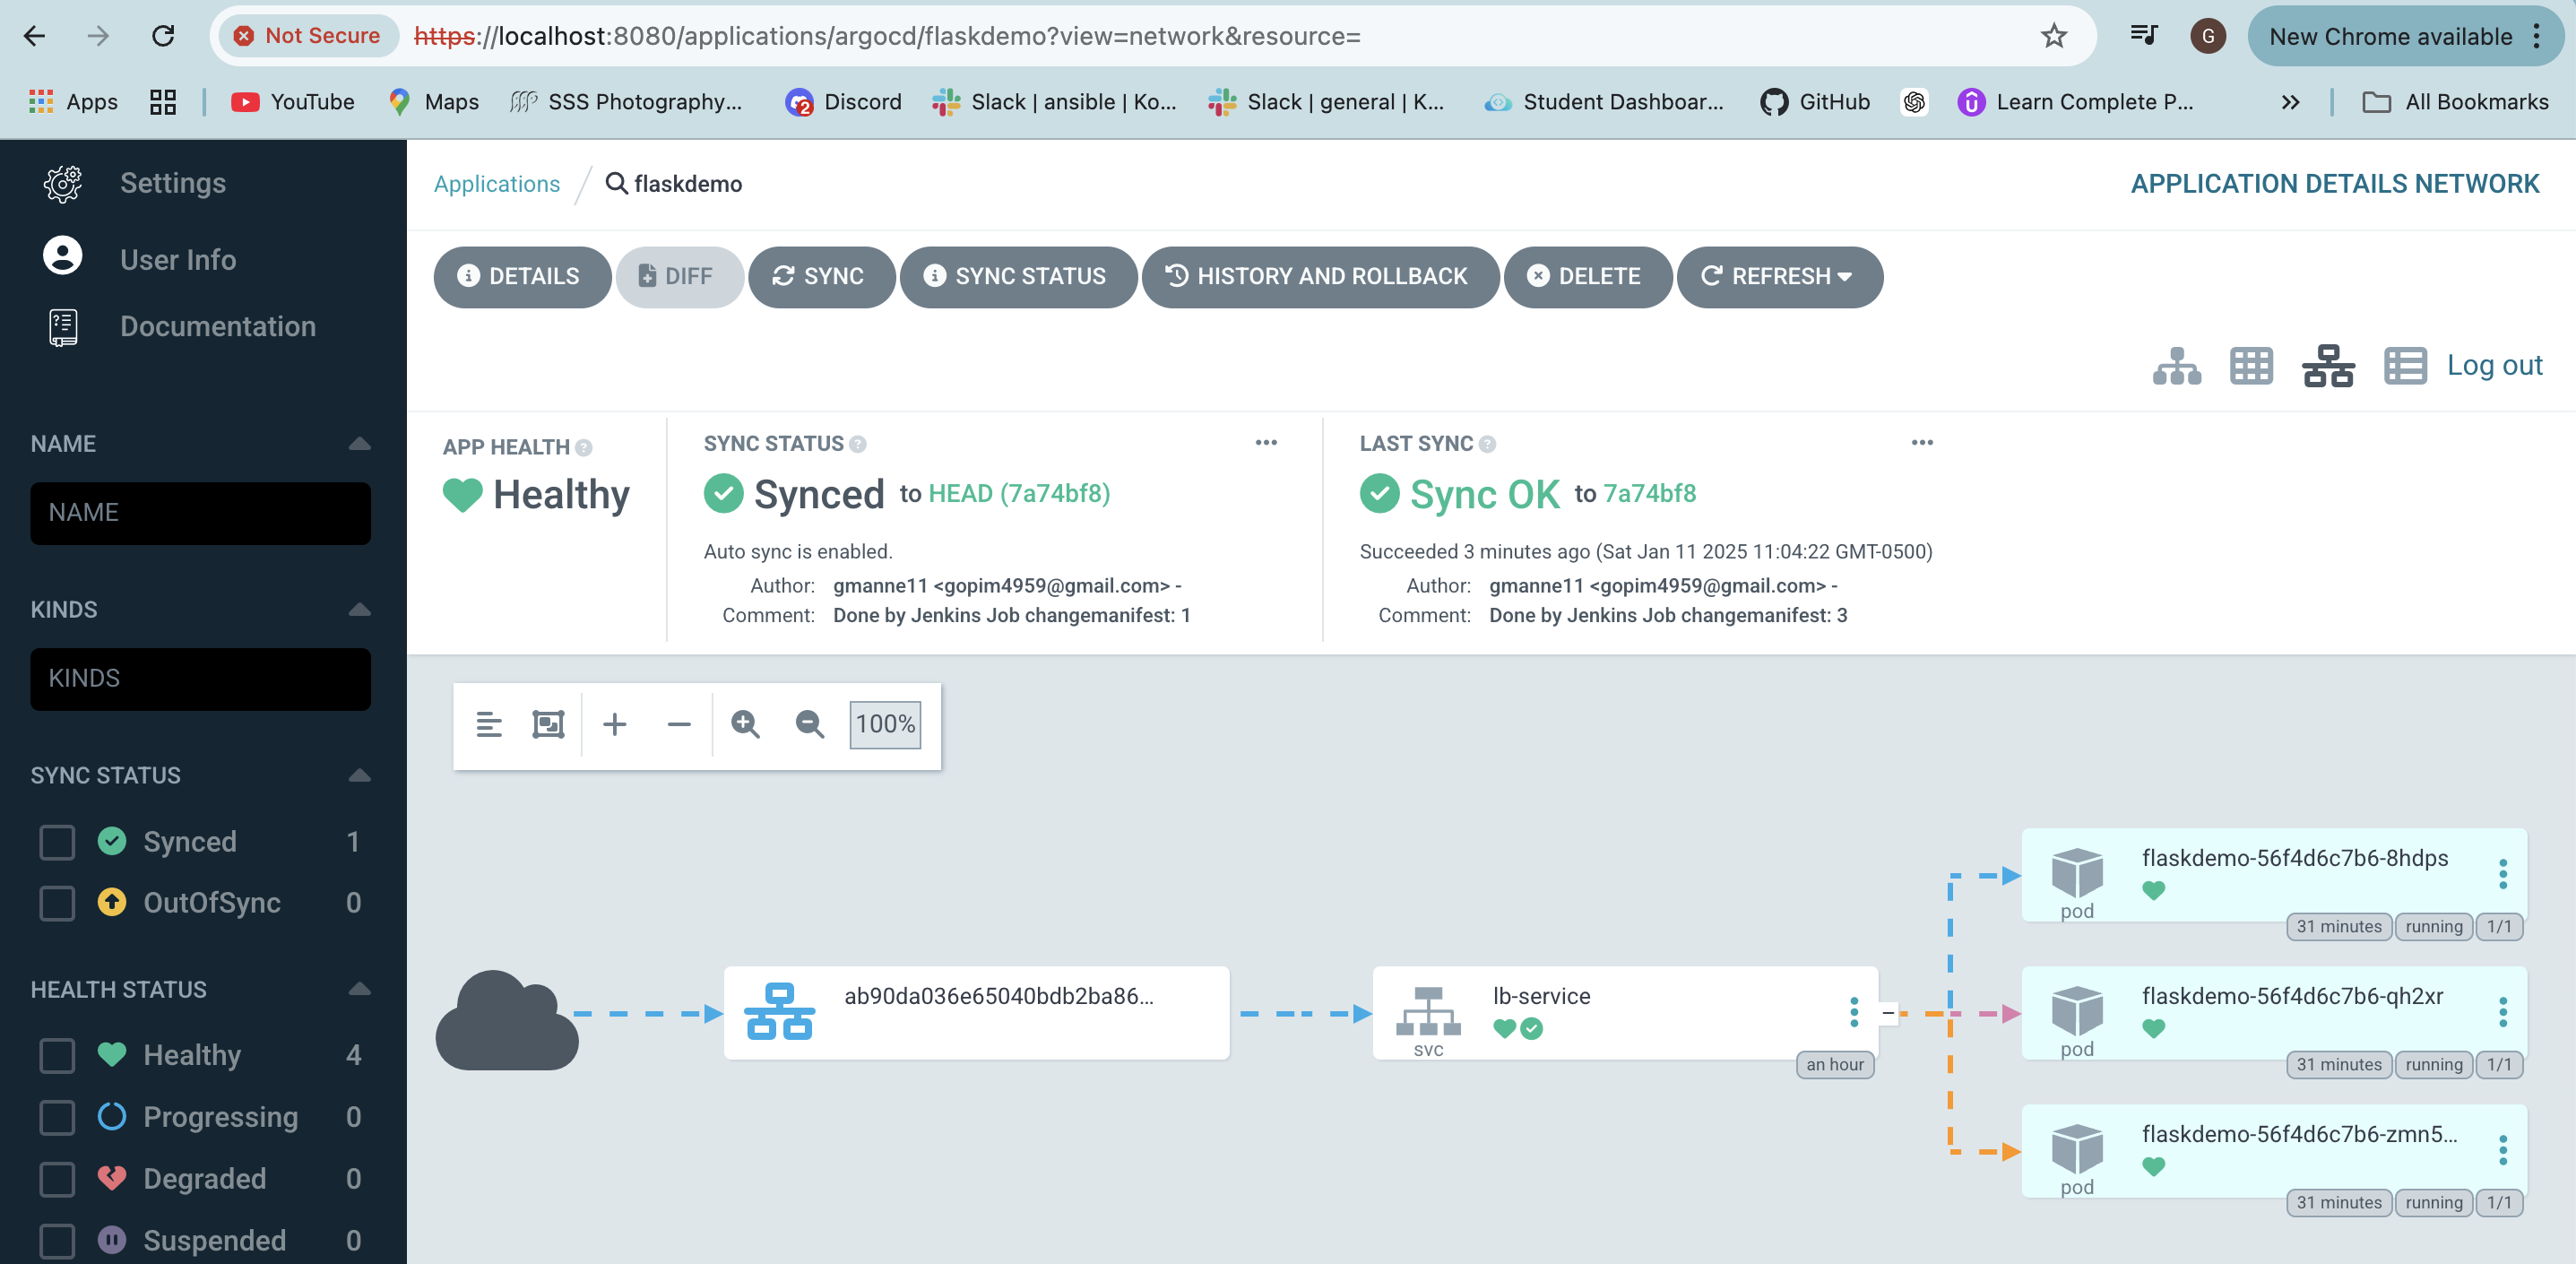 Not Secure https://localhost:8080/applications/argocd/flaskdemo?view=network&resource= G New Chrome available
Apps YouTube Maps SSS Photography... 2 Discord Slack | ansible | Ko... Slack | general | K... Student Dashboar... GitHub Learn Complete P... » All Bookmarks
Settings
User Info
Documentation
NAME
NAME
KINDS
KINDS
SYNC STATUS
Synced 1
OutOfSync 0
HEALTH STATUS
Healthy 4
Progressing 0
Degraded 0
Suspended 0
Applications / flaskdemo
APPLICATION DETAILS NETWORK
DETAILS DIFF SYNC SYNC STATUS HISTORY AND ROLLBACK DELETE REFRESH
Log out
APP HEALTH ?
Healthy
SYNC STATUS ?
Synced to HEAD (7a74bf8)
Auto sync is enabled.
Author: gmanne11 <gopim4959@gmail.com> -
Comment: Done by Jenkins Job changemanifest: 1
LAST SYNC ?
Sync OK to 7a74bf8
Succeeded 3 minutes ago (Sat Jan 11 2025 11:04:22 GMT-0500)
Author: gmanne11 <gopim4959@gmail.com> -
Comment: Done by Jenkins Job changemanifest: 3
100%
ab90da036e65040bdb2ba86...
lb-service
svc
an hour
flaskdemo-56f4d6c7b6-8hdps
pod
31 minutes running 1/1
flaskdemo-56f4d6c7b6-qh2xr
pod
31 minutes running 1/1
flaskdemo-56f4d6c7b6-zmn5...
pod
31 minutes running 1/1